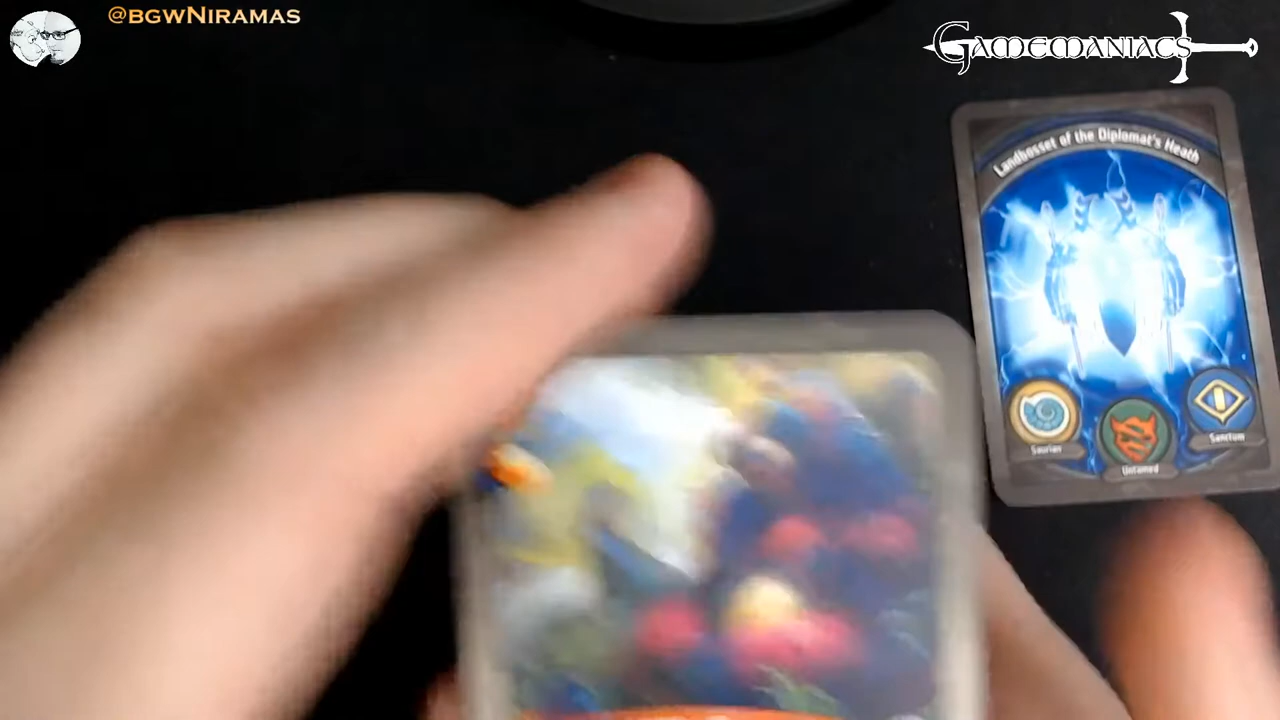 @BGWNIRAMAS
GAMEMANIACS
Landbosset of the Diplomat's Heath
Saurian
Untamed
Sanctum